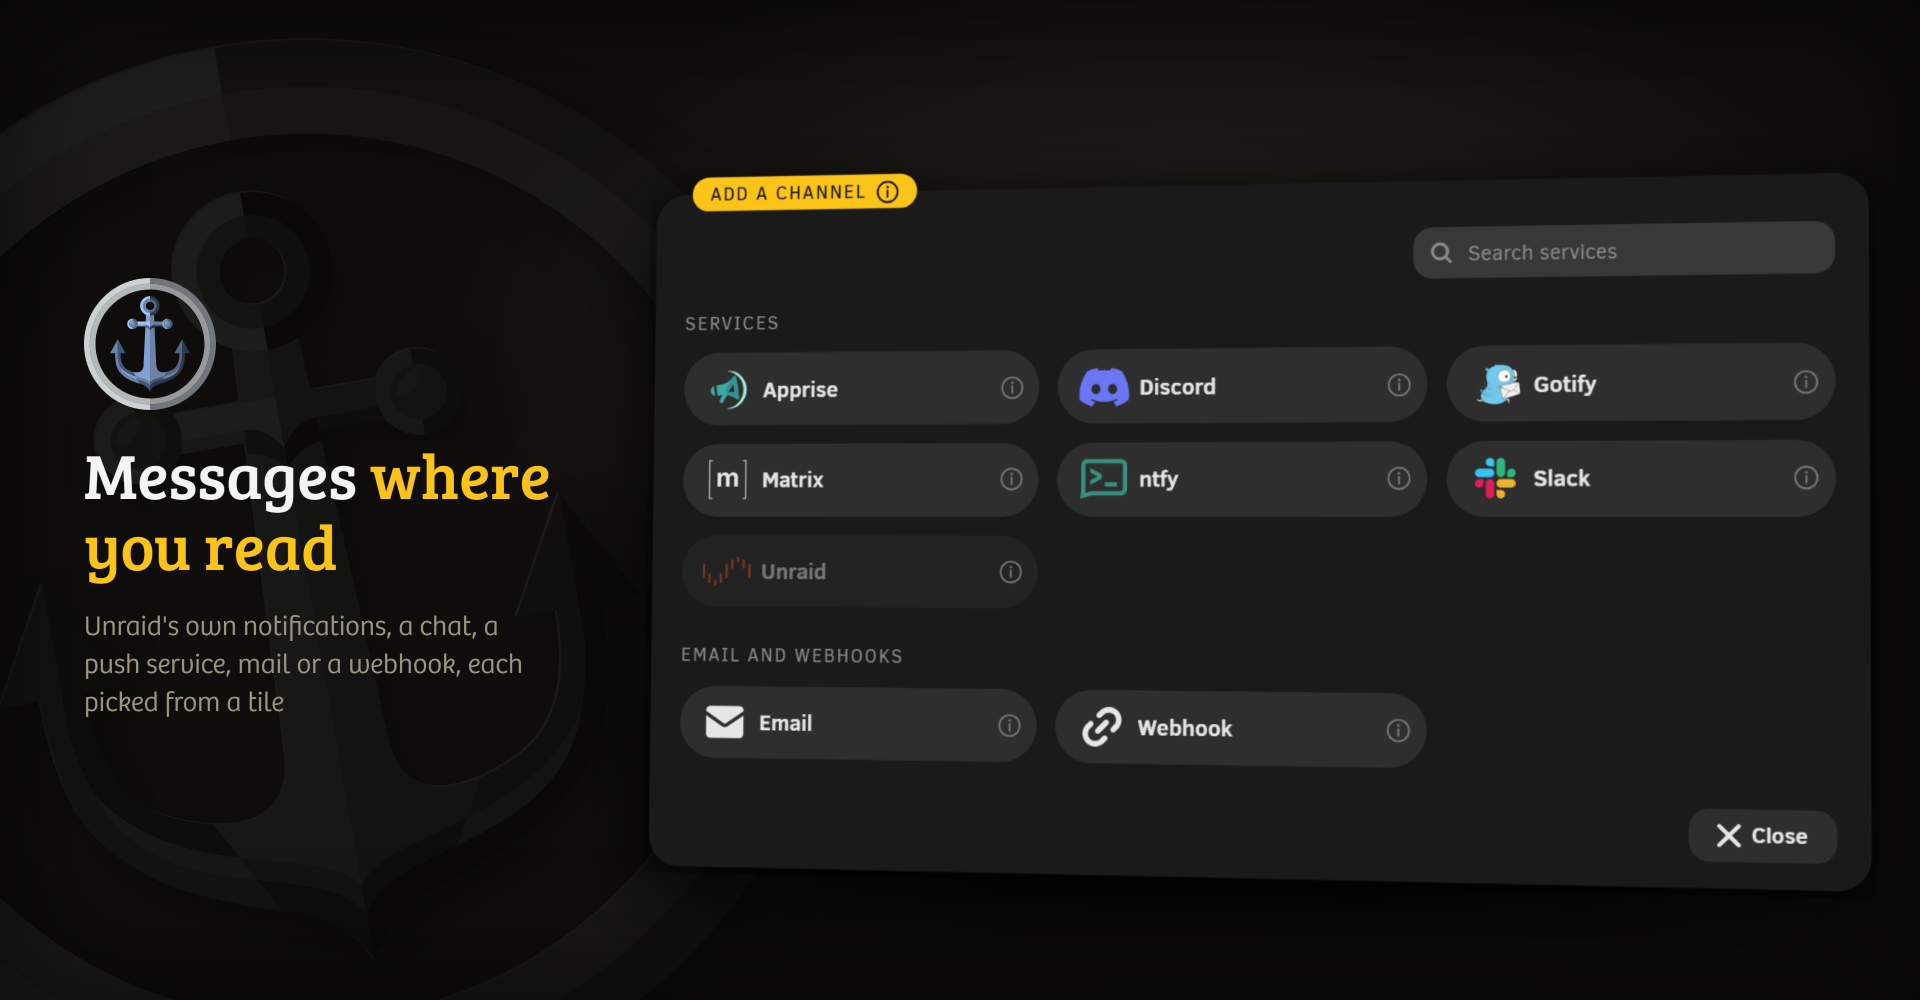 Messages where
you read
Unraid's own notifications, a chat, a
push service, mail or a webhook, each
picked from a tile
ADD A CHANNEL
Search services
SERVICES
Apprise
Discord
Gotify
[m] Matrix
ntfy
Slack
Unraid
EMAIL AND WEBHOOKS
Email
Webhook
Close